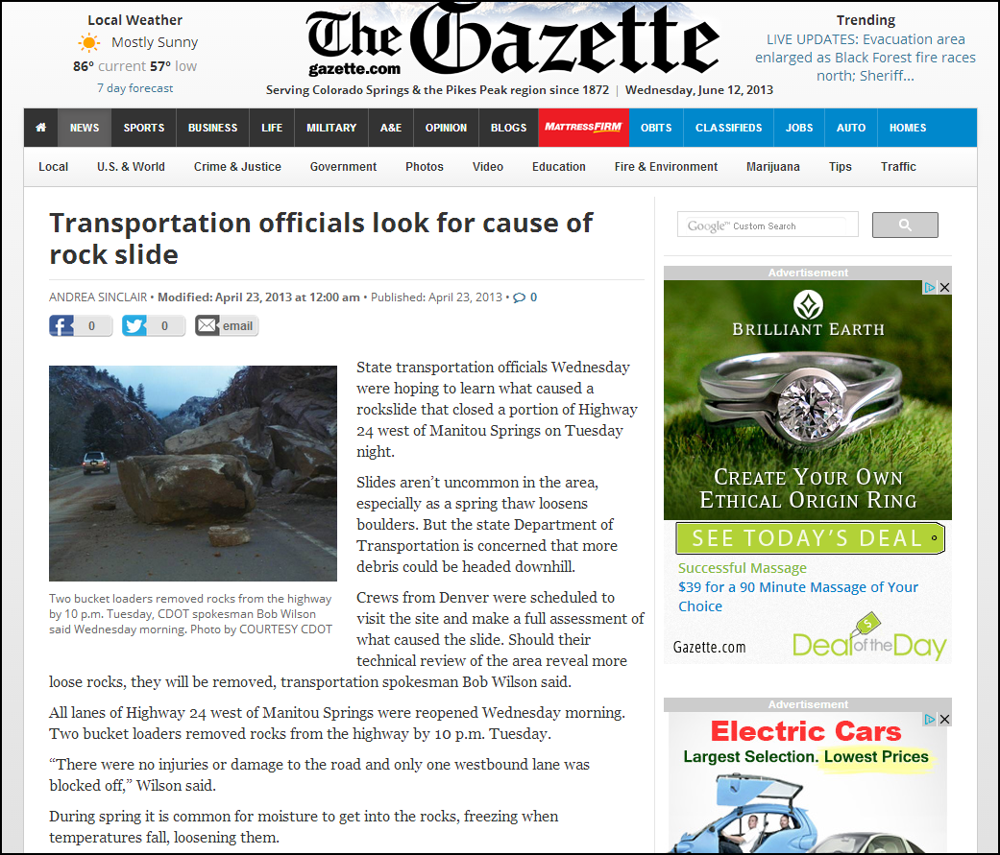 Local Weather
Mostly Sunny
86° current 57° low
7 day forecast
The Gazette
gazette.com
Serving Colorado Springs & the Pikes Peak region since 1872 | Wednesday, June 12, 2013
Trending
LIVE UPDATES: Evacuation area
enlarged as Black Forest fire races
north; Sheriff...
NEWS SPORTS BUSINESS LIFE MILITARY A&E OPINION BLOGS MATTRESSFIRM OBITS CLASSIFIEDS JOBS AUTO HOMES
Local U.S. & World Crime & Justice Government Photos Video Education Fire & Environment Marijuana Tips Traffic
Transportation officials look for cause of
rock slide
ANDREA SINCLAIR • Modified: April 23, 2013 at 12:00 am • Published: April 23, 2013 • 0
f 0 0 email
State transportation officials Wednesday
were hoping to learn what caused a
rockslide that closed a portion of Highway
24 west of Manitou Springs on Tuesday
night.
Slides aren’t uncommon in the area,
especially as a spring thaw loosens
boulders. But the state Department of
Transportation is concerned that more
debris could be headed downhill.
Two bucket loaders removed rocks from the highway
by 10 p.m. Tuesday, CDOT spokesman Bob Wilson
said Wednesday morning. Photo by COURTESY CDOT
Crews from Denver were scheduled to
visit the site and make a full assessment of
what caused the slide. Should their
technical review of the area reveal more
loose rocks, they will be removed, transportation spokesman Bob Wilson said.
All lanes of Highway 24 west of Manitou Springs were reopened Wednesday morning.
Two bucket loaders removed rocks from the highway by 10 p.m. Tuesday.
“There were no injuries or damage to the road and only one westbound lane was
blocked off,” Wilson said.
During spring it is common for moisture to get into the rocks, freezing when
temperatures fall, loosening them.
Google™ Custom Search
Advertisement
BRILLIANT EARTH
CREATE YOUR OWN
ETHICAL ORIGIN RING
SEE TODAY'S DEAL
Successful Massage
$39 for a 90 Minute Massage of Your
Choice
Gazette.com
$
Deal of the Day
Advertisement
Electric Cars
Largest Selection. Lowest Prices